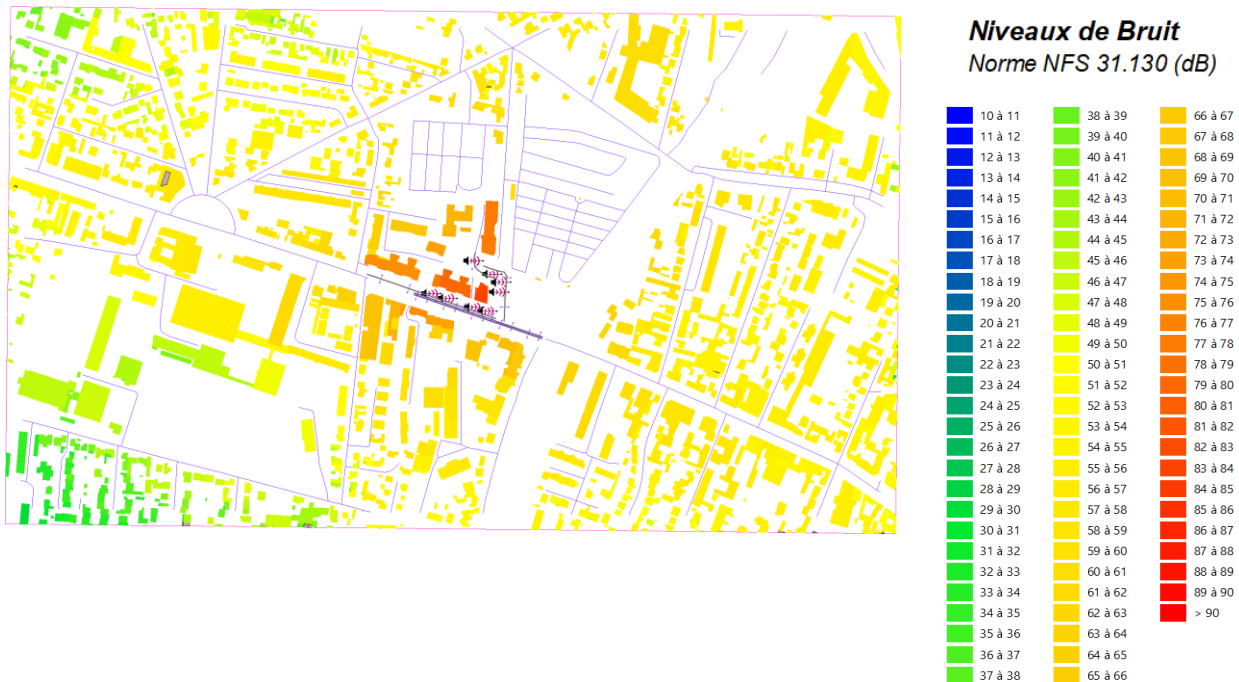 Niveaux de Bruit
Norme NFS 31.130 (dB)
10 à 11
11 à 12
12 à 13
13 à 14
14 à 15
15 à 16
16 à 17
17 à 18
18 à 19
19 à 20
20 à 21
21 à 22
22 à 23
23 à 24
24 à 25
25 à 26
26 à 27
27 à 28
28 à 29
29 à 30
30 à 31
31 à 32
32 à 33
33 à 34
34 à 35
35 à 36
36 à 37
37 à 38
38 à 39
39 à 40
40 à 41
41 à 42
42 à 43
43 à 44
44 à 45
45 à 46
46 à 47
47 à 48
48 à 49
49 à 50
50 à 51
51 à 52
52 à 53
53 à 54
54 à 55
55 à 56
56 à 57
57 à 58
58 à 59
59 à 60
60 à 61
61 à 62
62 à 63
63 à 64
64 à 65
65 à 66
66 à 67
67 à 68
68 à 69
69 à 70
70 à 71
71 à 72
72 à 73
73 à 74
74 à 75
75 à 76
76 à 77
77 à 78
78 à 79
79 à 80
80 à 81
81 à 82
82 à 83
83 à 84
84 à 85
85 à 86
86 à 87
87 à 88
88 à 89
89 à 90
> 90